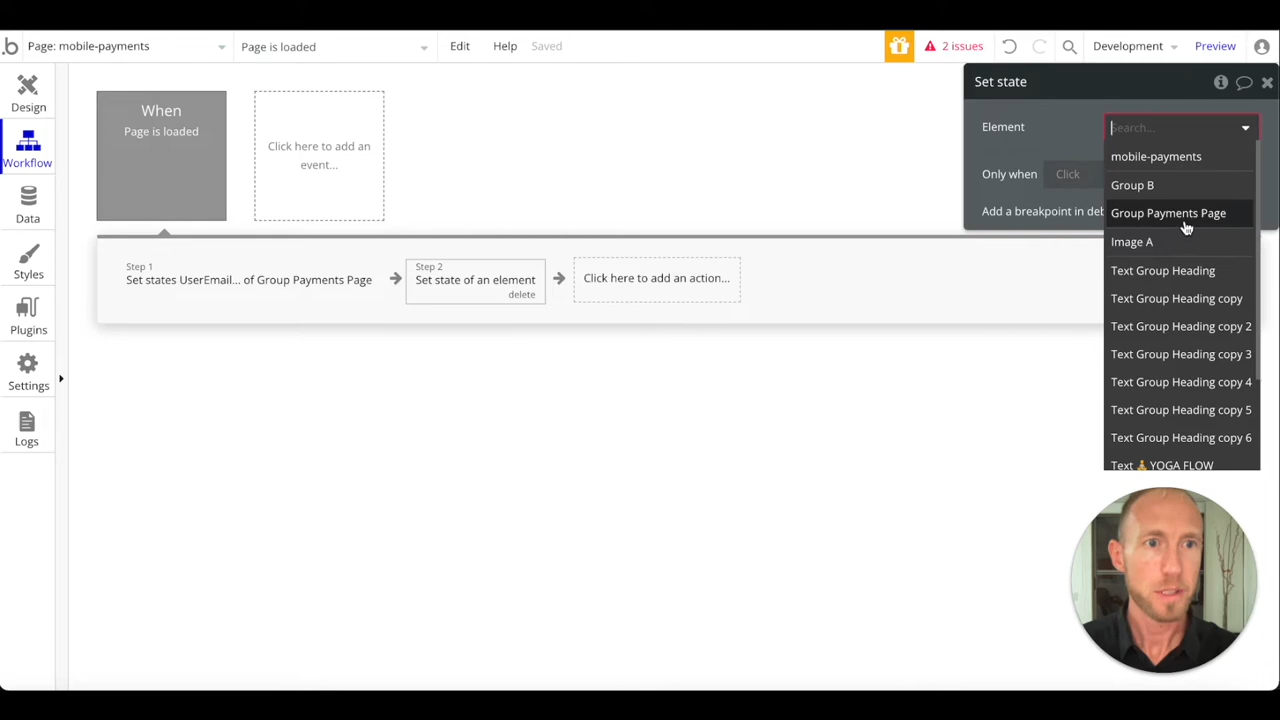 b Page: mobile-payments Page is loaded Edit Help Saved 2 issues Development Preview
Design
Workflow
Data
Styles
Plugins
Settings
Logs
When
Page is loaded
Click here to add an
event...
Step 1
Set states UserEmail... of Group Payments Page
Step 2
Set state of an element
delete
Click here to add an action...
Set state
Element Search...
Only when Click
Add a breakpoint in deb
mobile-payments
Group B
Group Payments Page
Image A
Text Group Heading
Text Group Heading copy
Text Group Heading copy 2
Text Group Heading copy 3
Text Group Heading copy 4
Text Group Heading copy 5
Text Group Heading copy 6
Text 🧘 YOGA FLOW